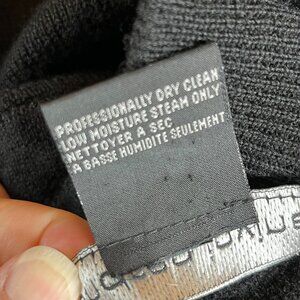 PROFESSIONALLY DRY CLEAN
LOW MOISTURE STEAM ONLY
NETTOYER A SEC
A BASSE HUMIDITE SEULEMENT